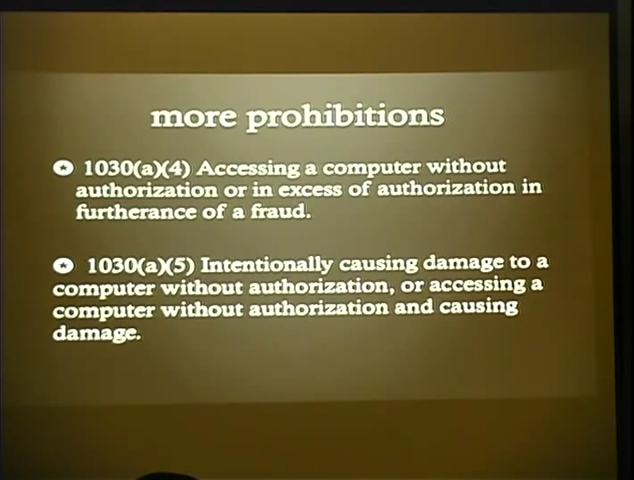 more prohibitions
1030(a)(4) Accessing a computer without
authorization or in excess of authorization in
furtherance of a fraud.
1030(a)(5) Intentionally causing damage to a
computer without authorization, or accessing a
computer without authorization and causing
damage.